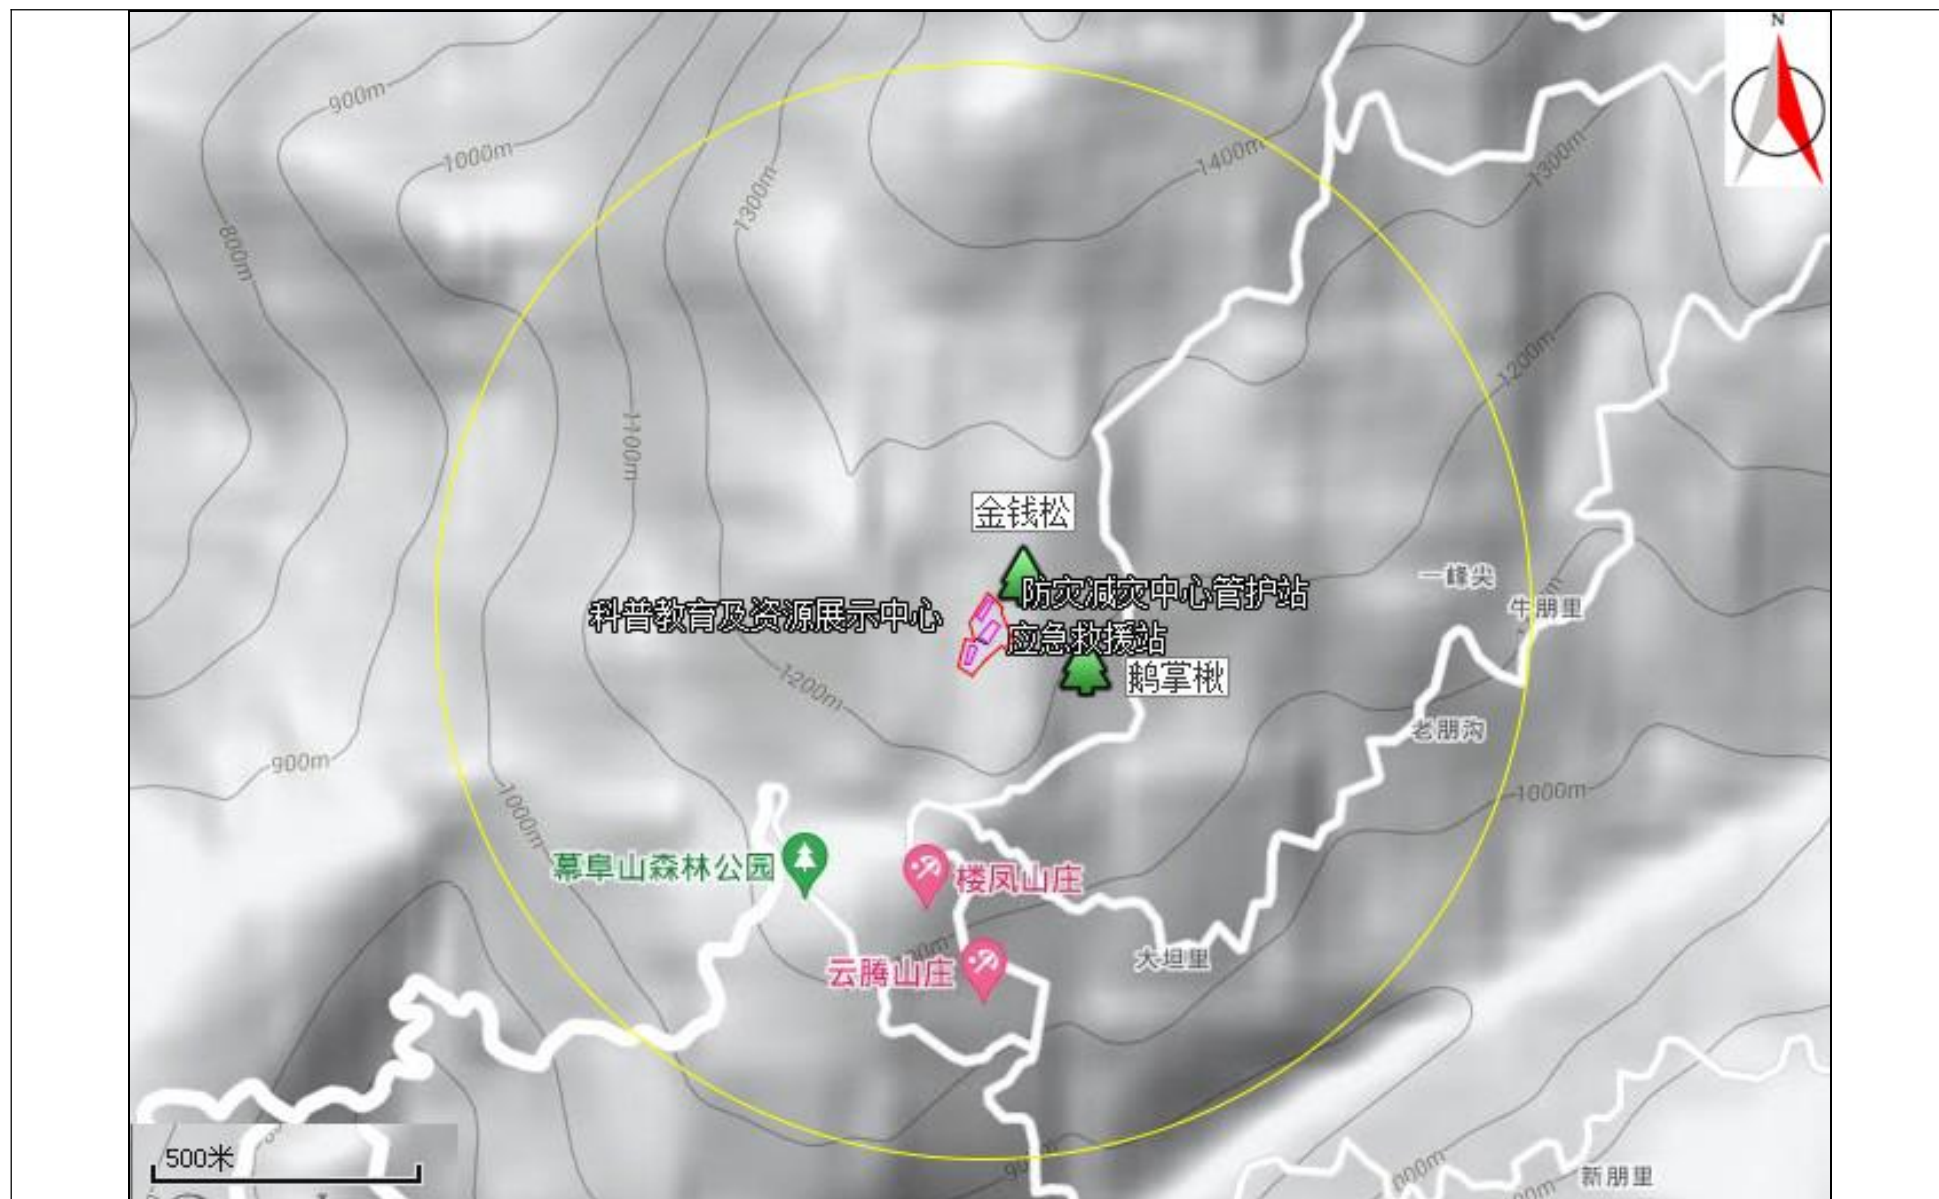 N
900m
1000m
1400m
1300m
1300m
800m
1200m
1100m
金钱松
一峰尖
防灾减灾中心管护站
科普教育及资源展示中心
牛朋里
应急救援站
鹅掌楸
1200m
老朋沟
900m
1000m
1000m
幕阜山森林公园
楼凤山庄
大坦里
云腾山庄
500米
新朋里